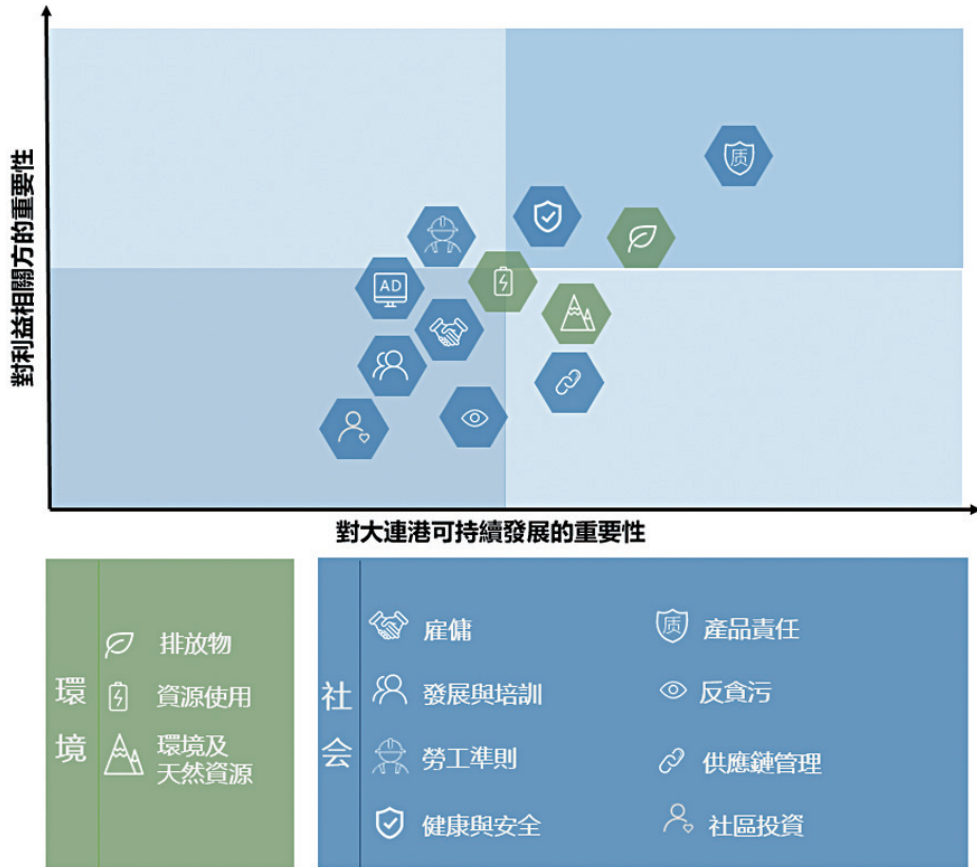 對利益相關方的重要性
质
AD
對大連港可持續發展的重要性
環境
排放物
資源使用
環境及
天然資源
社会
雇傭
發展與培訓
勞工準則
健康與安全
质
產品責任
反貪污
供應鏈管理
社區投資